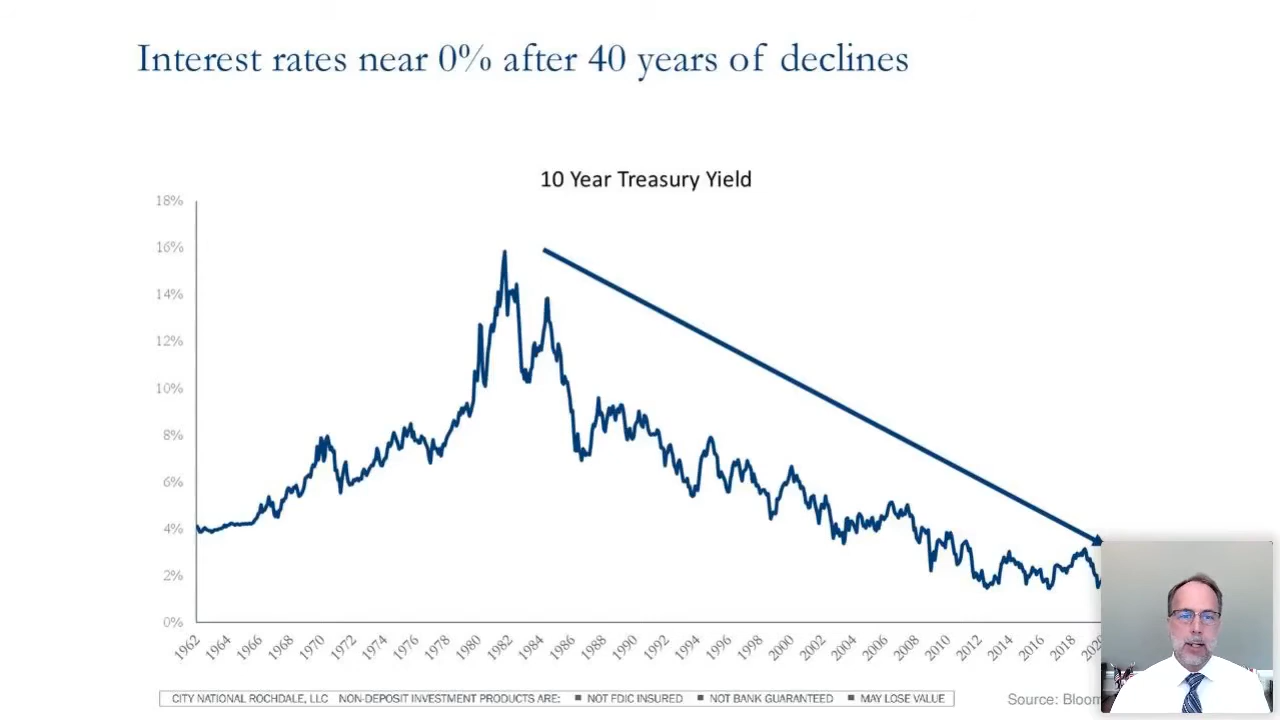 Interest rates near 0% after 40 years of declines
10 Year Treasury Yield
18%
16%
14%
12%
10%
8%
6%
4%
2%
0%
1962 1964 1966 1968 1970 1972 1974 1976 1978 1980 1982 1984 1986 1988 1990 1992 1994 1996 1998 2000 2002 2004 2006 2008 2010 2012 2014 2016 2018 2020
CITY NATIONAL ROCHDALE, LLC NON-DEPOSIT INVESTMENT PRODUCTS ARE: ■ NOT FDIC INSURED ■ NOT BANK GUARANTEED ■ MAY LOSE VALUE
Source: Bloom